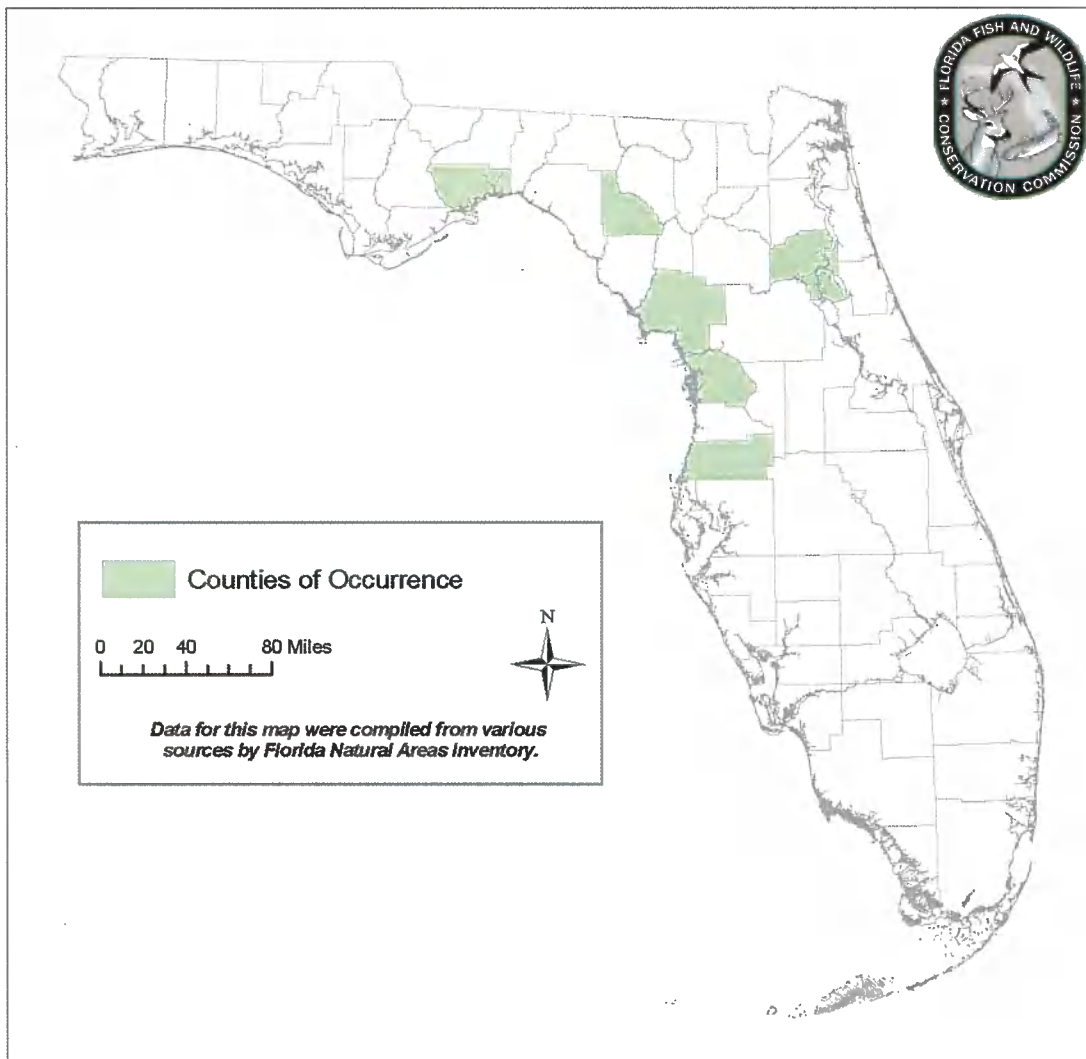 ★ FLORIDA FISH AND WILDLIFE ★
CONSERVATION COMMISSION
Counties of Occurrence
0 20 40 80 Miles
N
Data for this map were compiled from various
sources by Florida Natural Areas Inventory.